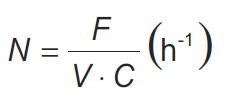 N = F / (V · C) (h⁻¹)